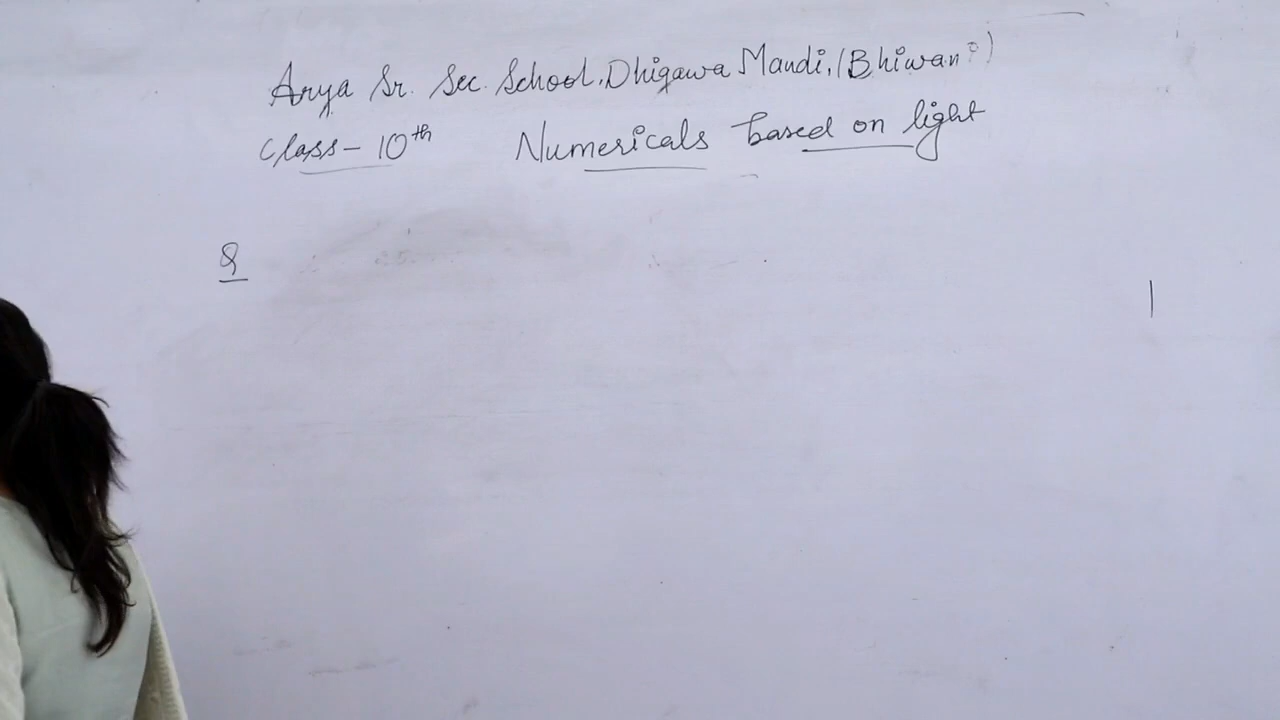 Arya Sr. Sec. School, Dhigawa Mandi, (Bhiwani)
Class - 10th Numericals based on light
Q